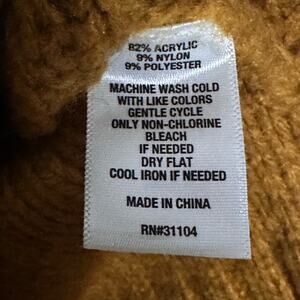 82% ACRYLIC
9% NYLON
9% POLYESTER
MACHINE WASH COLD
WITH LIKE COLORS
GENTLE CYCLE
ONLY NON-CHLORINE
BLEACH
IF NEEDED
DRY FLAT
COOL IRON IF NEEDED
MADE IN CHINA
RN#31104